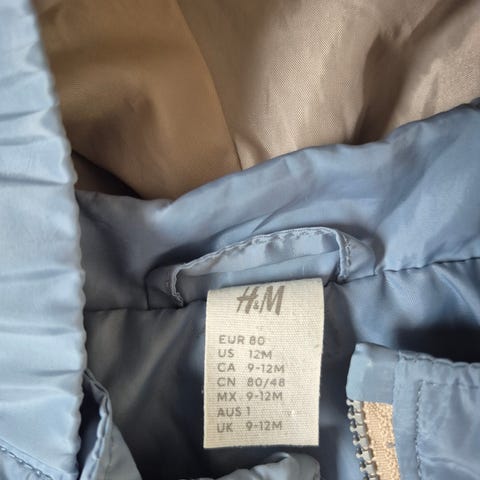 H&M
EUR 80
US 12M
CA 9-12M
CN 80/48
MX 9-12M
AUS 1
UK 9-12M